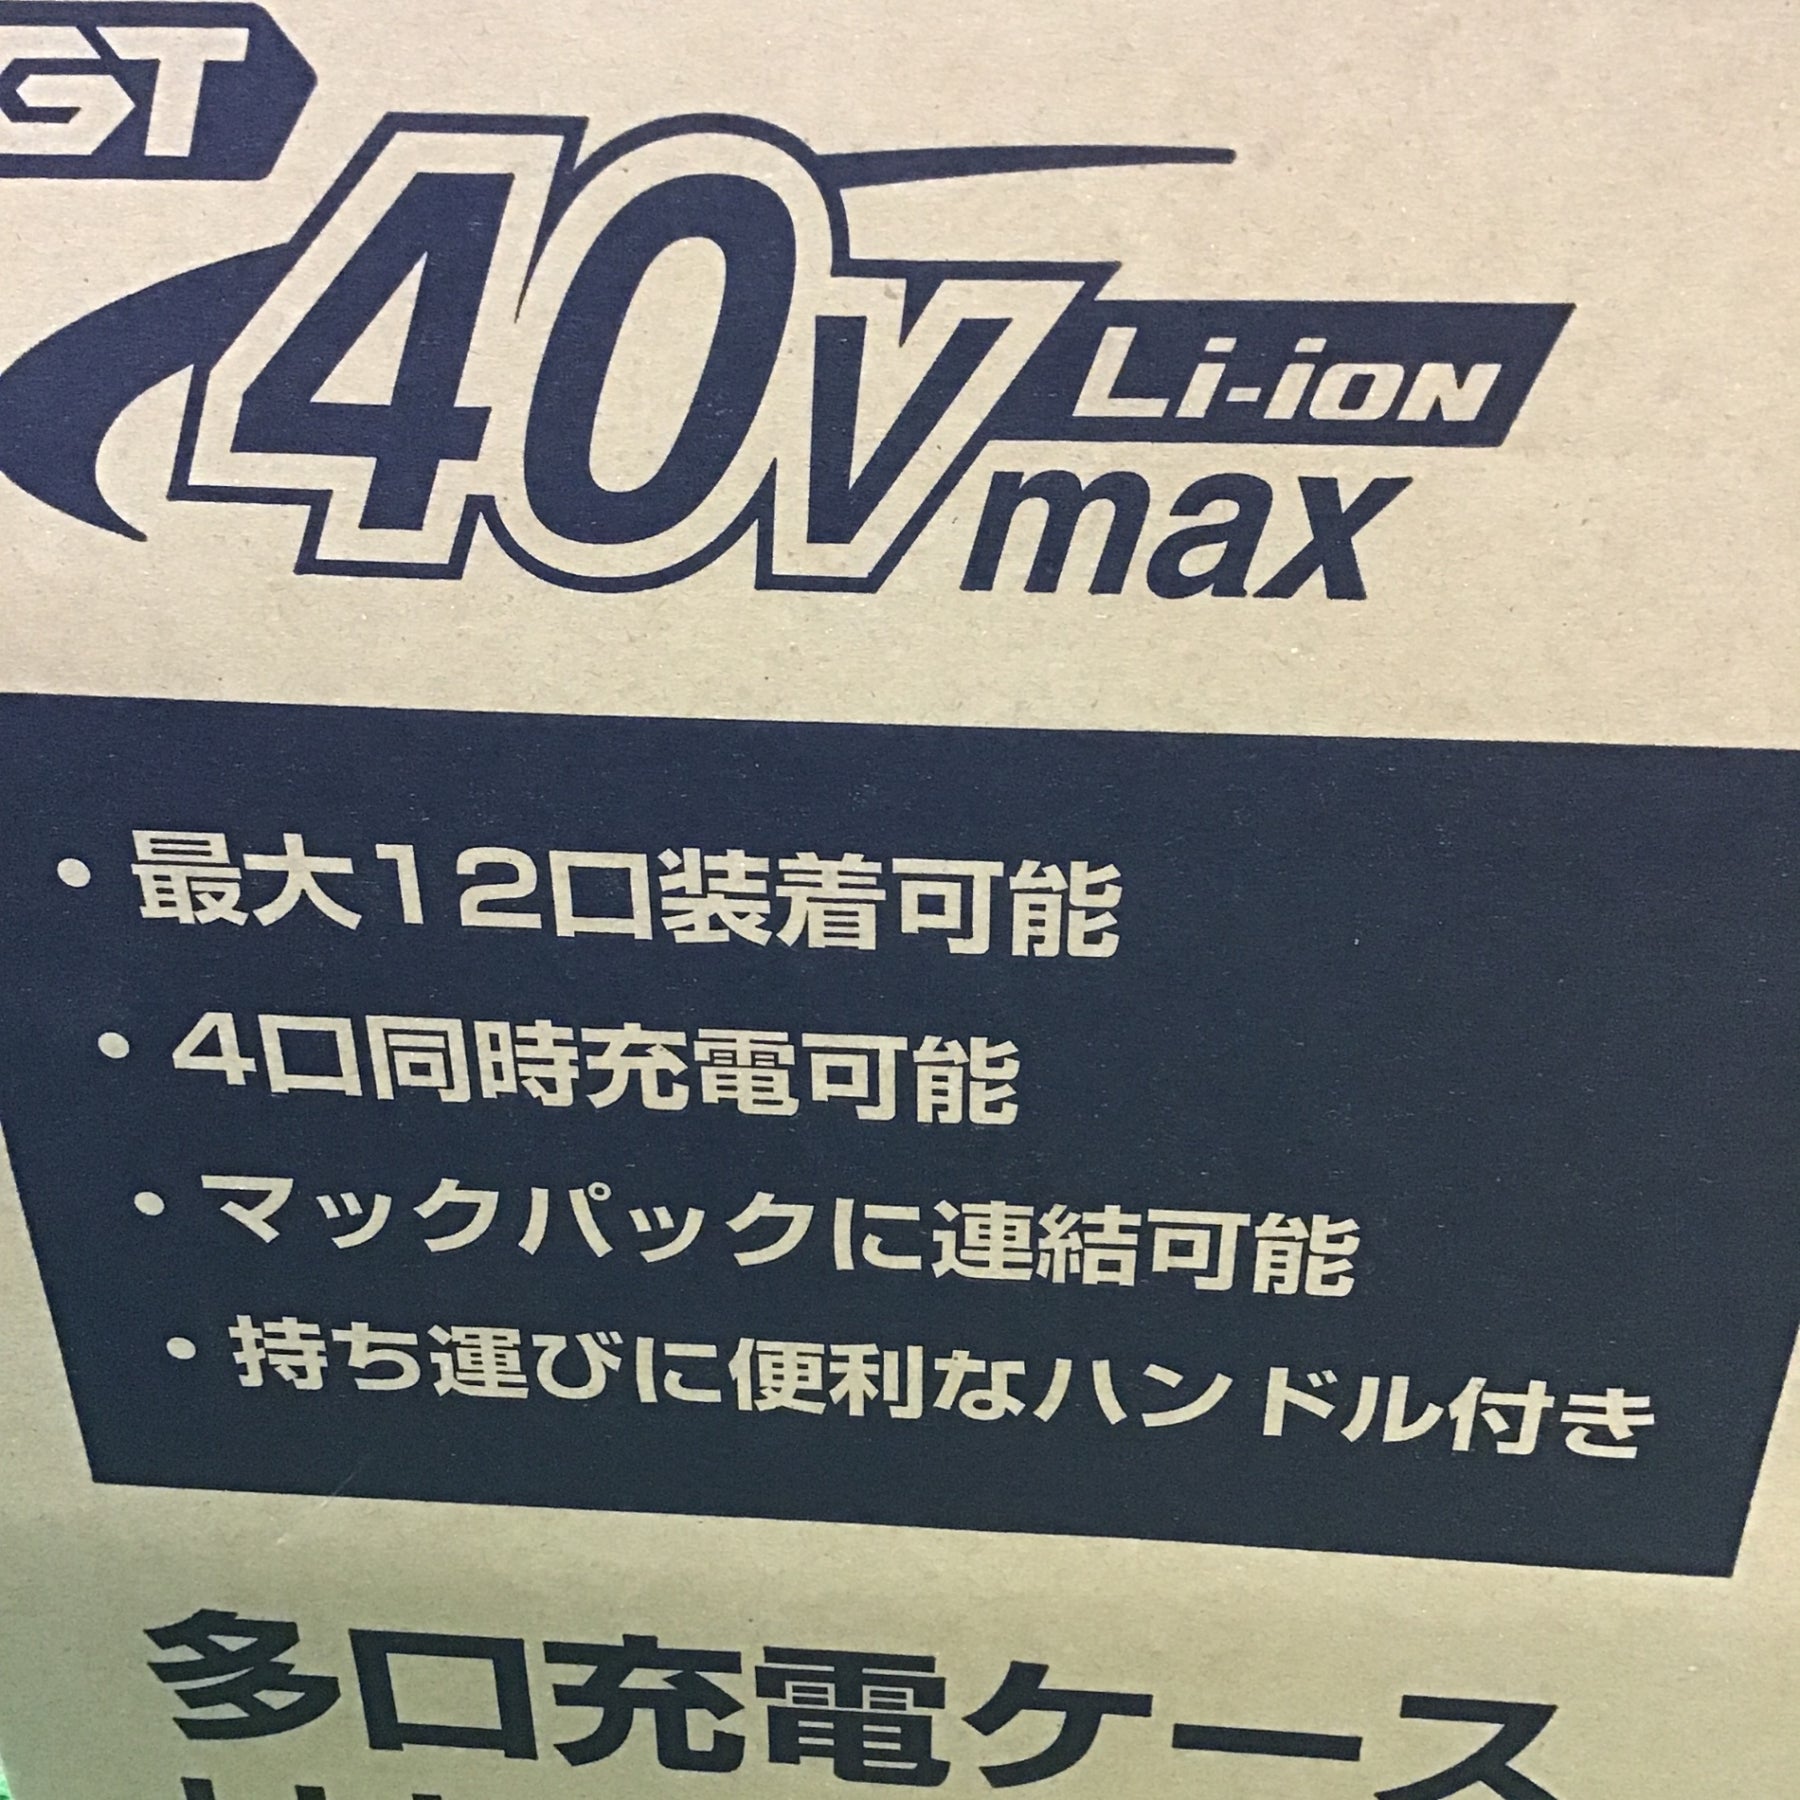 GT
40Vmax Li-ion
・最大12口装着可能
・4口同時充電可能
・マックパックに連結可能
・持ち運びに便利なハンドル付き
多口充電ケース